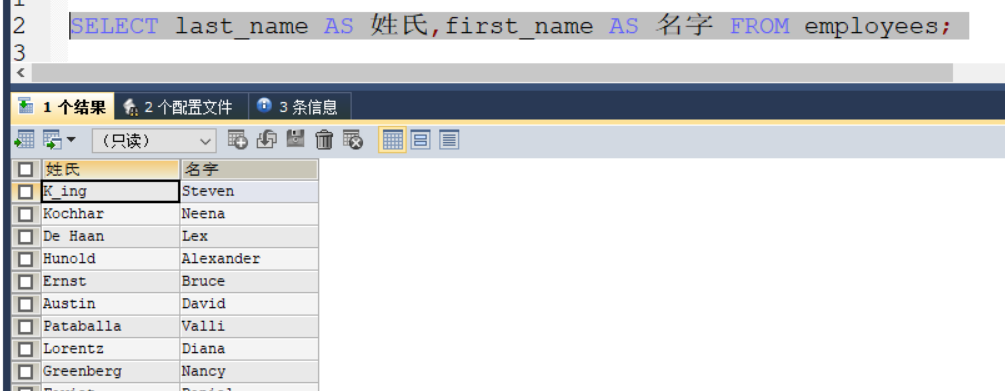 1
2 SELECT last_name AS 姓氏,first_name AS 名字 FROM employees;
3
1 个结果 2 个配置文件 3 条信息
(只读)
姓氏 名字
K_ing Steven
Kochhar Neena
De Haan Lex
Hunold Alexander
Ernst Bruce
Austin David
Pataballa Valli
Lorentz Diana
Greenberg Nancy